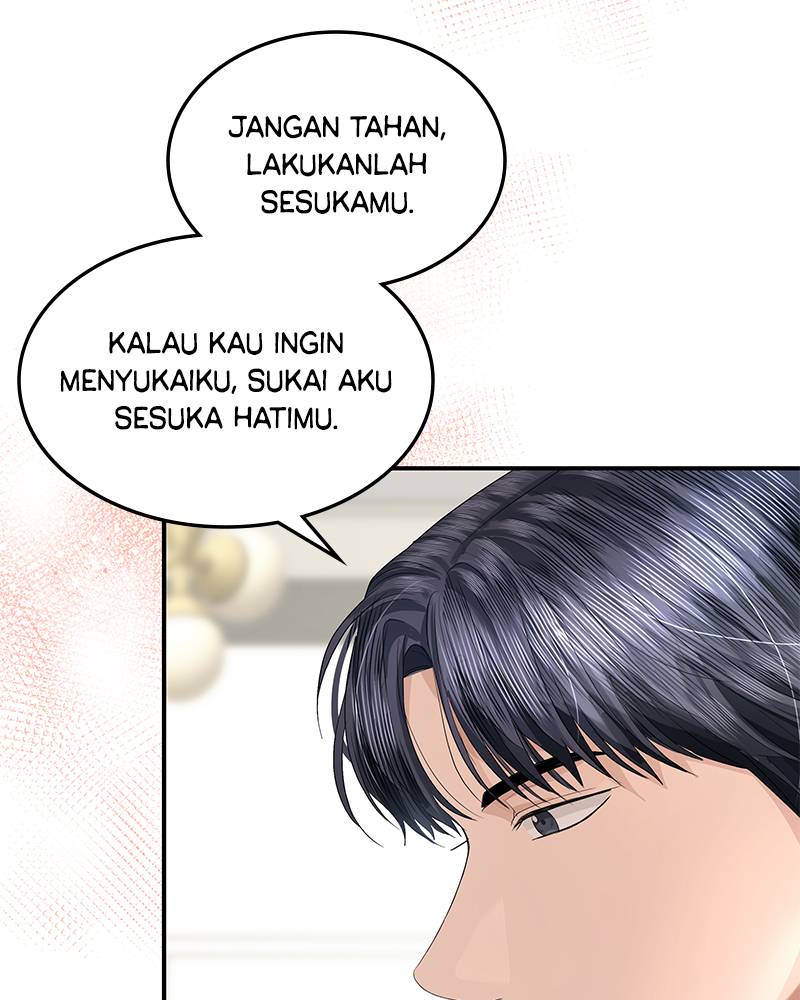 JANGAN TAHAN,
LAKUKANLAH
SESUKAMU.
KALAU KAU INGIN
MENYUKAIKU, SUKAI AKU
SESUKA HATIMU.